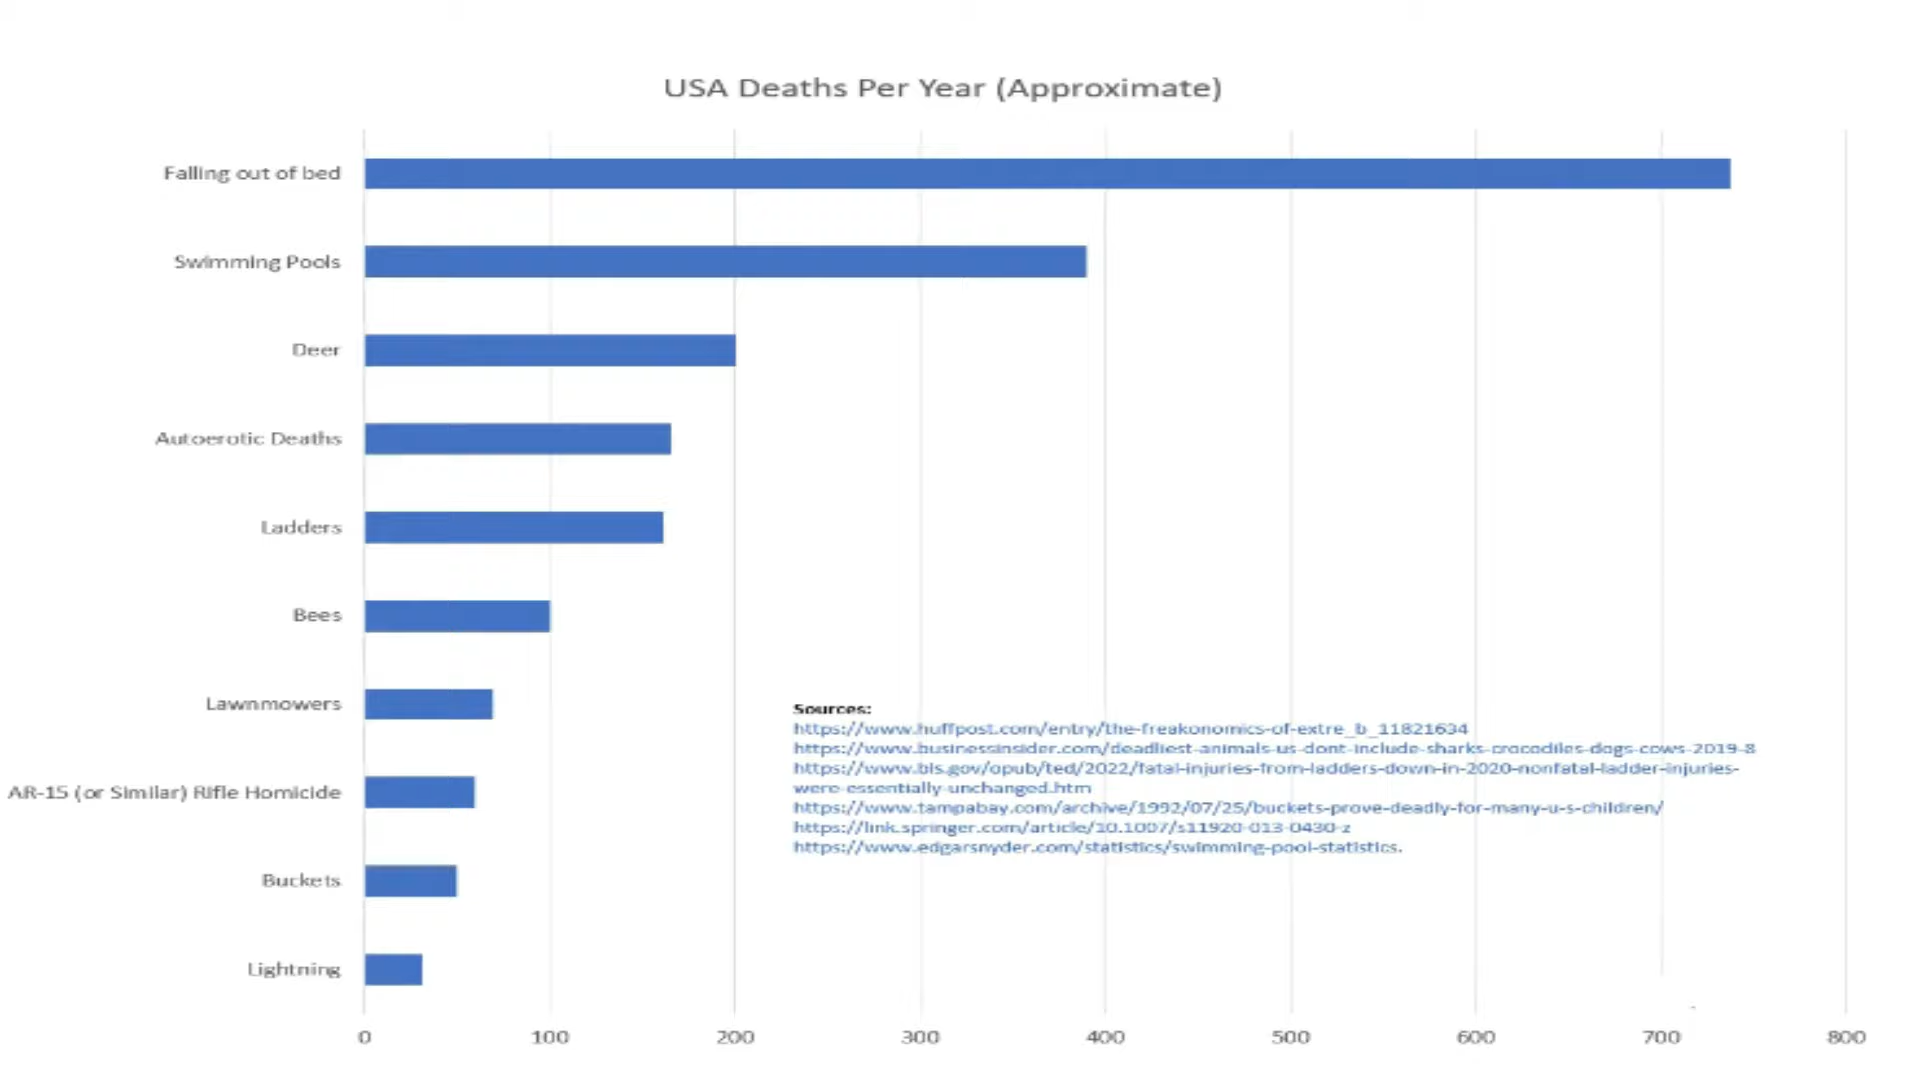 USA Deaths Per Year (Approximate)
Falling out of bed
Swimming Pools
Deer
Autoerotic Deaths
Ladders
Bees
Lawnmowers
AR-15 (or Similar) Rifle Homicide
Buckets
Lightning
Sources:
https://www.huffpost.com/entry/the-freakonomics-of-extre_b_11821634
https://www.businessinsider.com/deadliest-animals-us-dont-include-sharks-crocodiles-dogs-cows-2019-8
https://www.bls.gov/opub/ted/2022/fatal-injuries-from-ladders-down-in-2020-nonfatal-ladder-injuries-
were-essentially-unchanged.htm
https://www.tampabay.com/archive/1992/07/25/buckets-prove-deadly-for-many-u-s-children/
https://link.springer.com/article/10.1007/s11920-013-0430-z
https://www.edgarsnyder.com/statistics/swimming-pool-statistics.
0 100 200 300 400 500 600 700 800